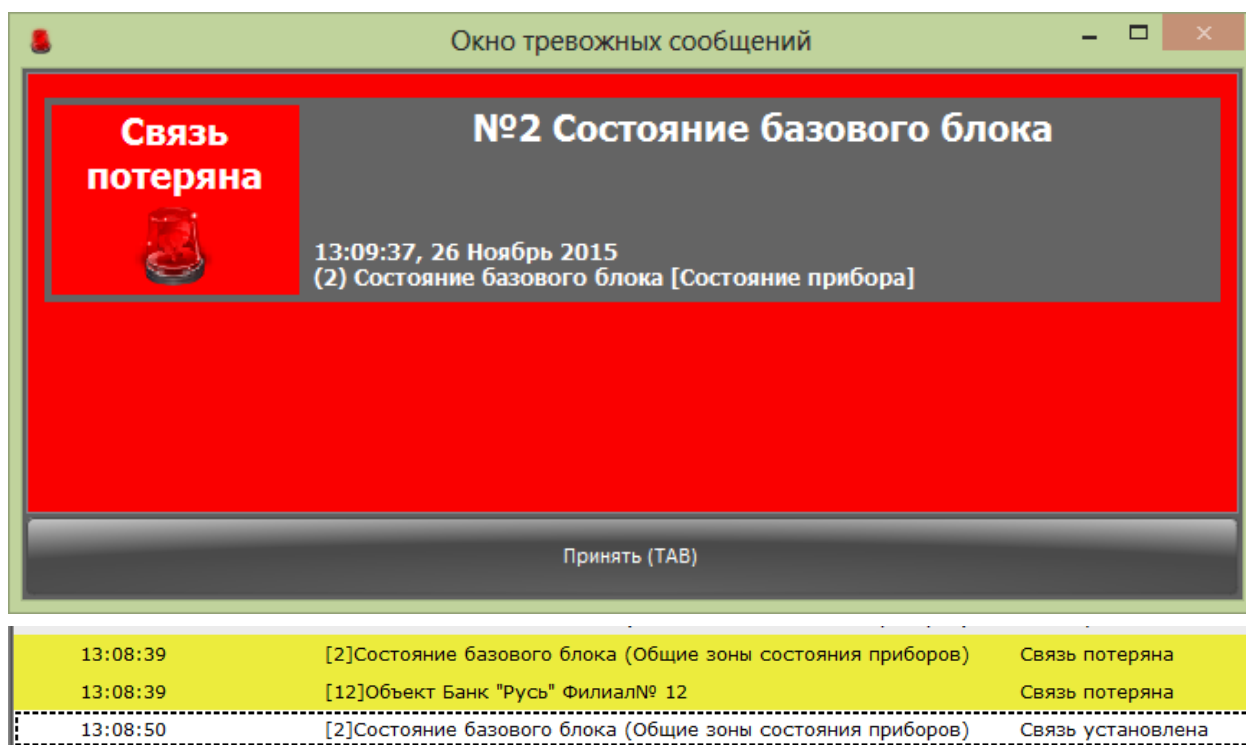 Окно тревожных сообщений
Связь
потеряна
№2 Состояние базового блока
13:09:37, 26 Ноябрь 2015
(2) Состояние базового блока [Состояние прибора]
Принять (TAB)
13:08:39 [2]Состояние базового блока (Общие зоны состояния приборов) Связь потеряна
13:08:39 [12]Объект Банк "Русь" Филиал№ 12 Связь потеряна
13:08:50 [2]Состояние базового блока (Общие зоны состояния приборов) Связь установлена